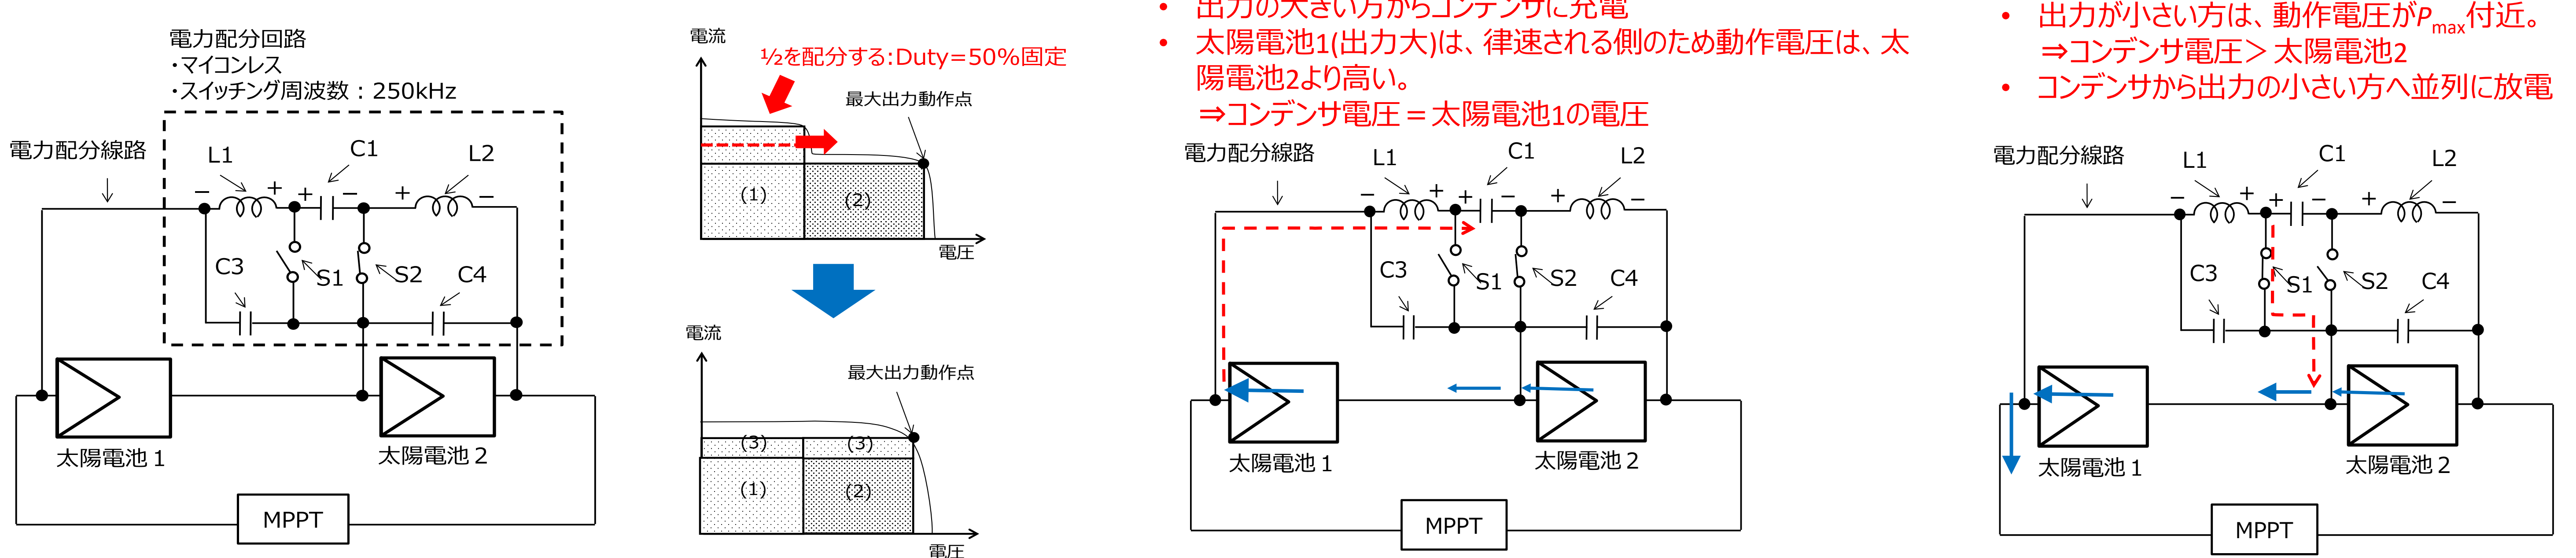 電力配分回路
・マイコンレス
・スイッチング周波数：250kHz
電力配分線路
L1
C1
L2
− + + − + −
C3
S1
S2
C4
太陽電池１
太陽電池２
MPPT
電流
½を配分する:Duty=50%固定
最大出力動作点
(1)
(2)
電圧
電流
最大出力動作点
(3)
(3)
(1)
(2)
電圧
• 出力の大きい方からコンデンサに充電
• 太陽電池1(出力大)は、律速される側のため動作電圧は、太
陽電池2より高い。
⇒コンデンサ電圧＝太陽電池1の電圧
電力配分線路
L1
C1
L2
− + + − + −
C3
S1
S2
C4
太陽電池１
太陽電池２
MPPT
• 出力が小さい方は、動作電圧がPmax付近。
⇒コンデンサ電圧＞太陽電池2
• コンデンサから出力の小さい方へ並列に放電
電力配分線路
L1
C1
L2
− + + − + −
C3
S1
S2
C4
太陽電池１
太陽電池２
MPPT